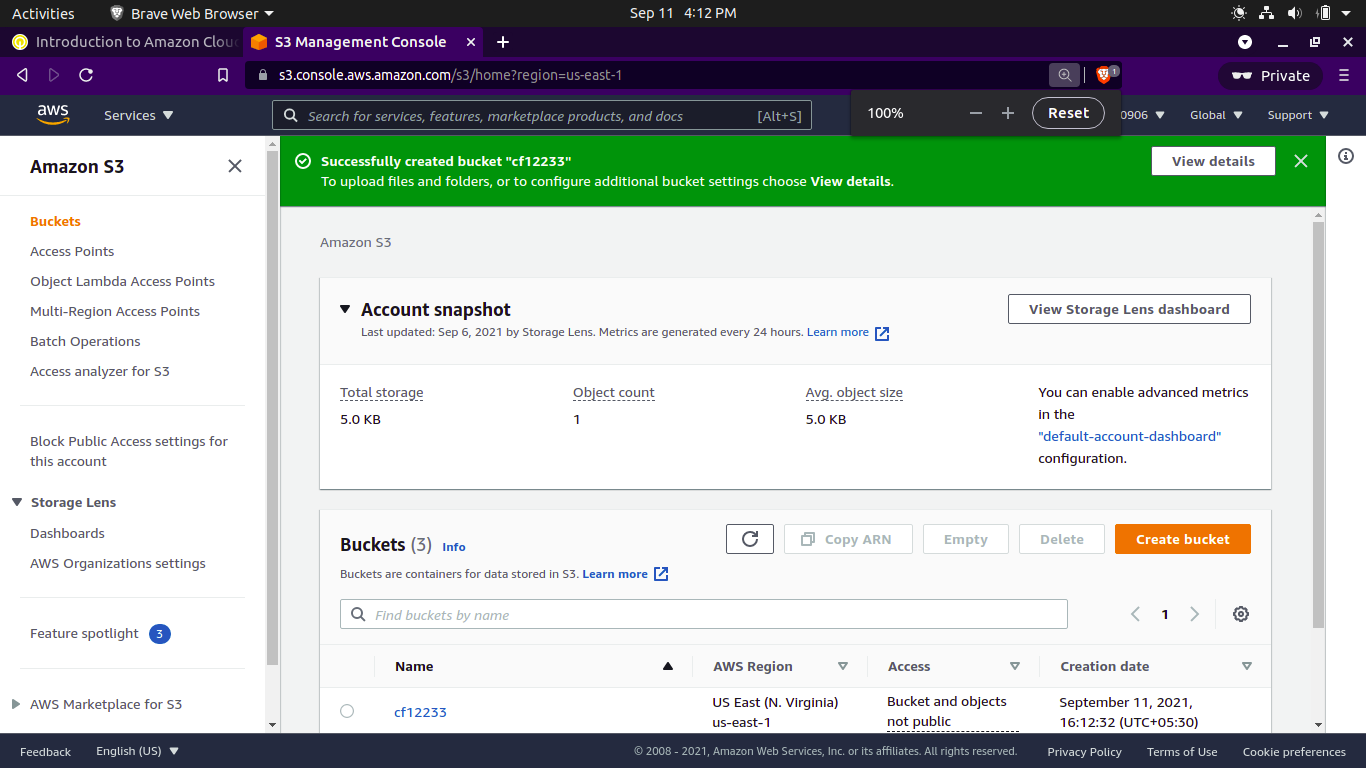 Activities
Brave Web Browser
Sep 11 4:12 PM
Introduction to Amazon Clou
S3 Management Console
s3.console.aws.amazon.com/s3/home?region=us-east-1
1
Private
aws
Services
Search for services, features, marketplace products, and docs
[Alt+S]
100%
Reset
0906
Global
Support
Amazon S3
Buckets
Access Points
Object Lambda Access Points
Multi-Region Access Points
Batch Operations
Access analyzer for S3
Block Public Access settings for
this account
Storage Lens
Dashboards
AWS Organizations settings
Feature spotlight 3
AWS Marketplace for S3
Successfully created bucket "cf12233"
To upload files and folders, or to configure additional bucket settings choose View details.
View details
Amazon S3
Account snapshot
Last updated: Sep 6, 2021 by Storage Lens. Metrics are generated every 24 hours. Learn more
View Storage Lens dashboard
Total storage
5.0 KB
Object count
1
Avg. object size
5.0 KB
You can enable advanced metrics
in the
"default-account-dashboard"
configuration.
Buckets (3) Info
Copy ARN
Empty
Delete
Create bucket
Buckets are containers for data stored in S3. Learn more
Find buckets by name
1
Name
AWS Region
Access
Creation date
cf12233
US East (N. Virginia)
us-east-1
Bucket and objects
not public
September 11, 2021,
16:12:32 (UTC+05:30)
Feedback
English (US)
© 2008 - 2021, Amazon Web Services, Inc. or its affiliates. All rights reserved.
Privacy Policy
Terms of Use
Cookie preferences